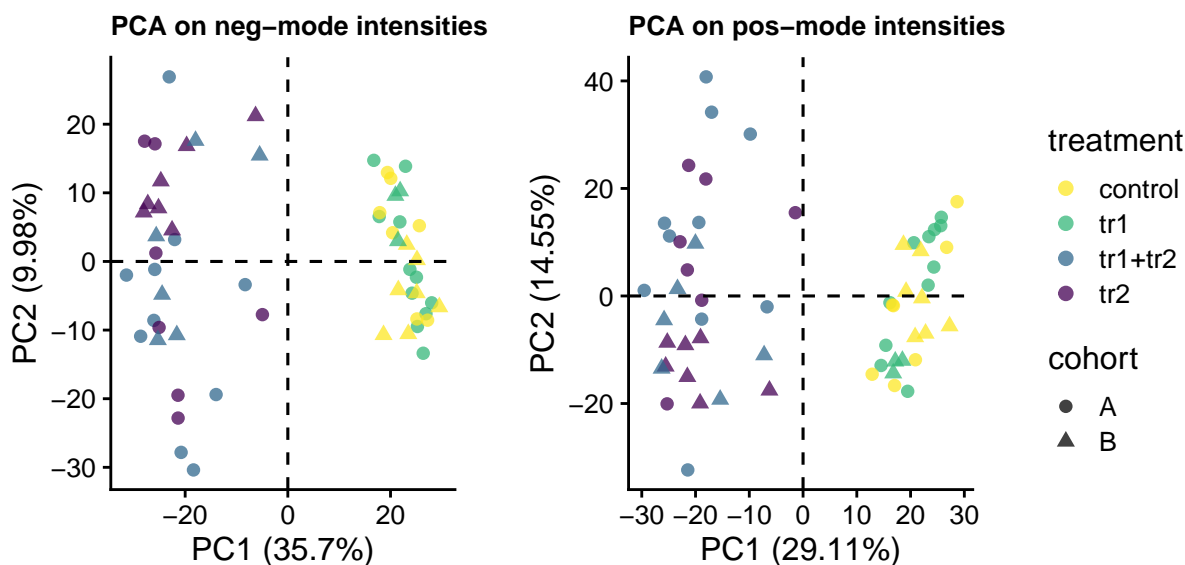 PCA on neg−mode intensities
20
10
0
−10
−20
−30
PC2 (9.98%)
−20
0
20
PC1 (35.7%)
PCA on pos−mode intensities
40
20
0
−20
PC2 (14.55%)
−30
−20
−10
0
10
20
30
PC1 (29.11%)
treatment
control
tr1
tr1+tr2
tr2
cohort
A
B